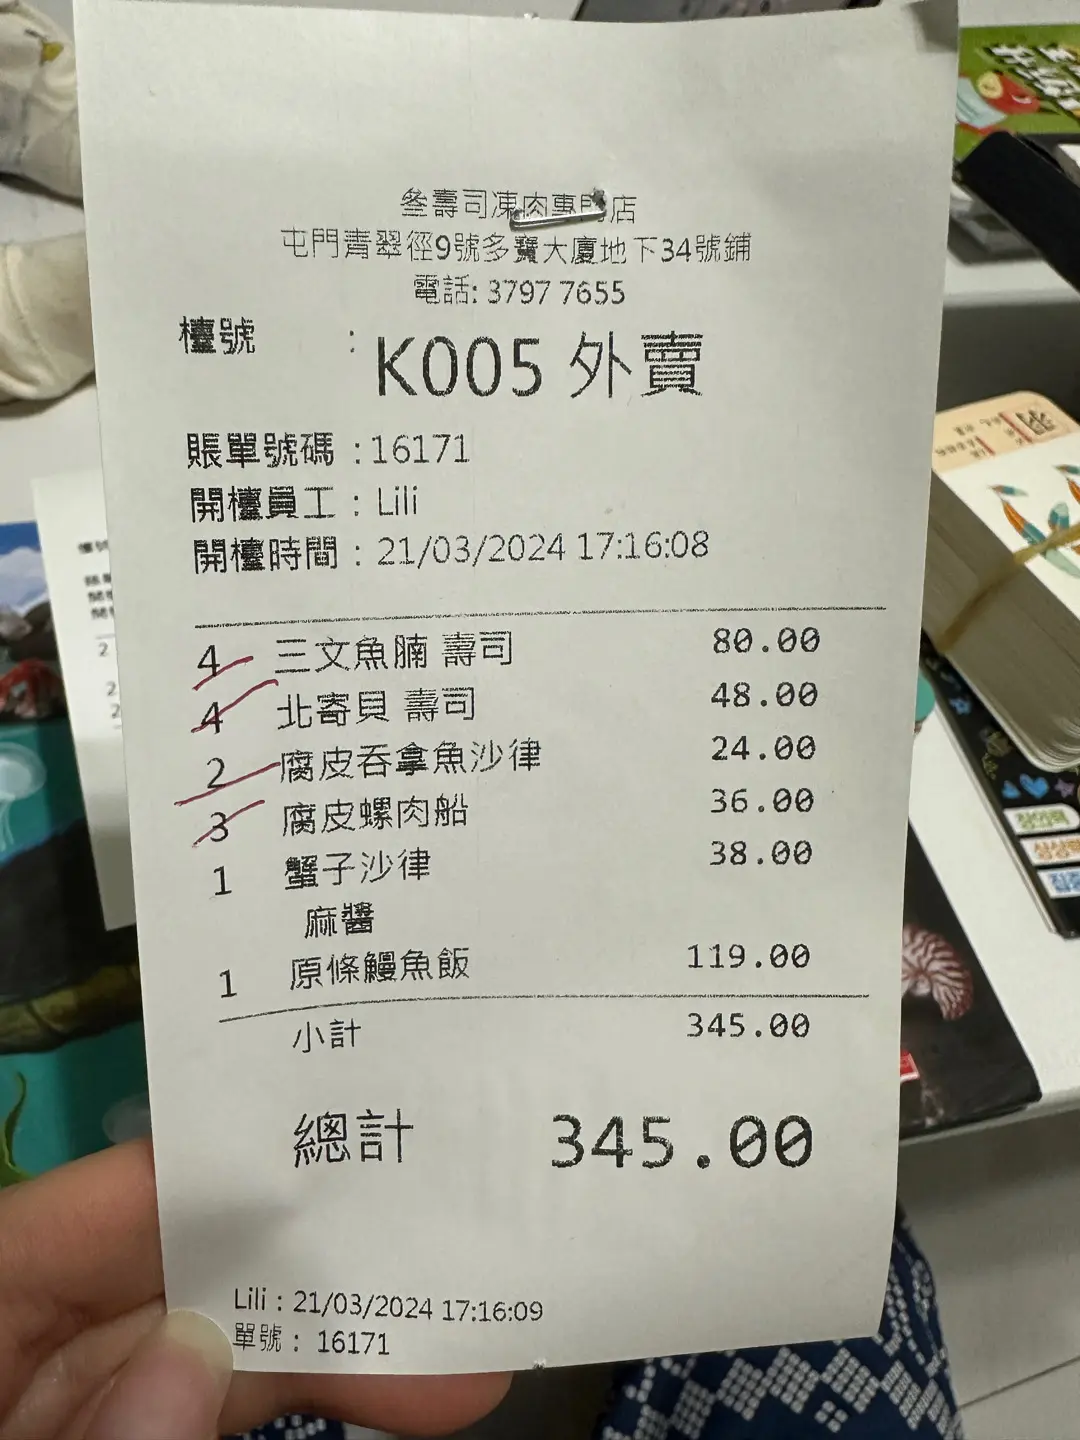 叁壽司凍肉專門店
屯門青翠徑9號多寶大廈地下34號鋪
電話: 3797 7655
檯號 : K005 外賣
賬單號碼 : 16171
開檯員工 : Lili
開檯時間 : 21/03/2024 17:16:08
4 三文魚腩 壽司 80.00
4 北寄貝 壽司 48.00
2 腐皮吞拿魚沙律 24.00
3 腐皮螺肉船 36.00
1 蟹子沙律 38.00
麻醬
1 原條鰻魚飯 119.00
小計 345.00
總計 345.00
Lili : 21/03/2024 17:16:09
單號 : 16171